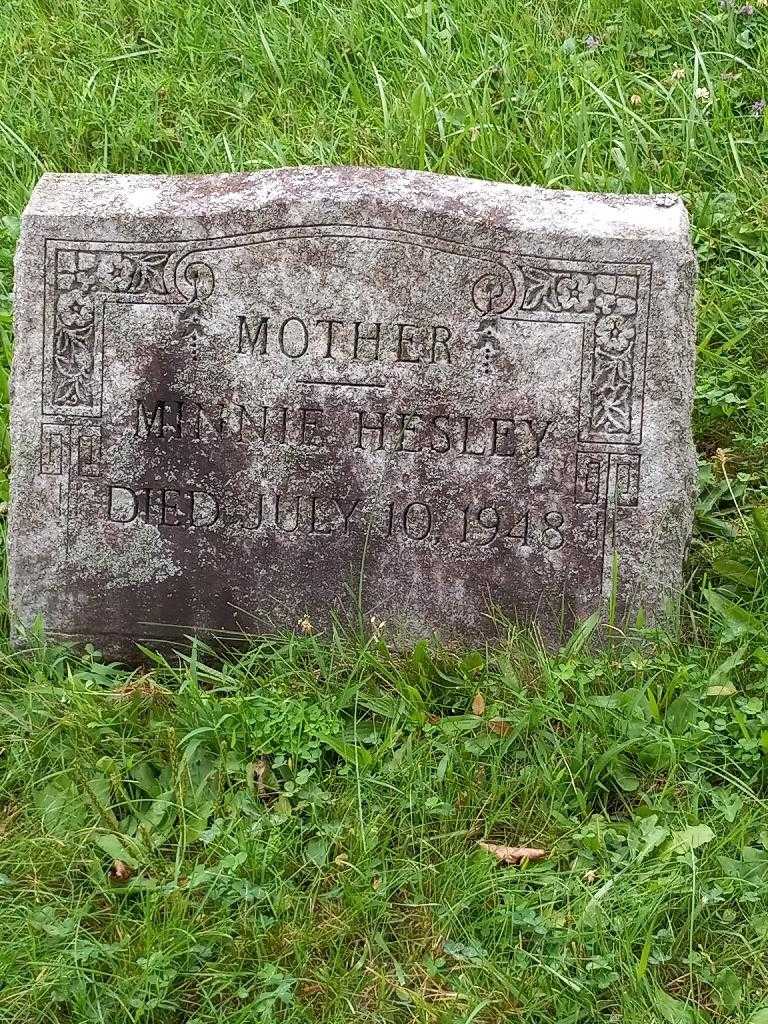 MOTHER
MINNIE HESLEY
DIED JULY 10, 1948